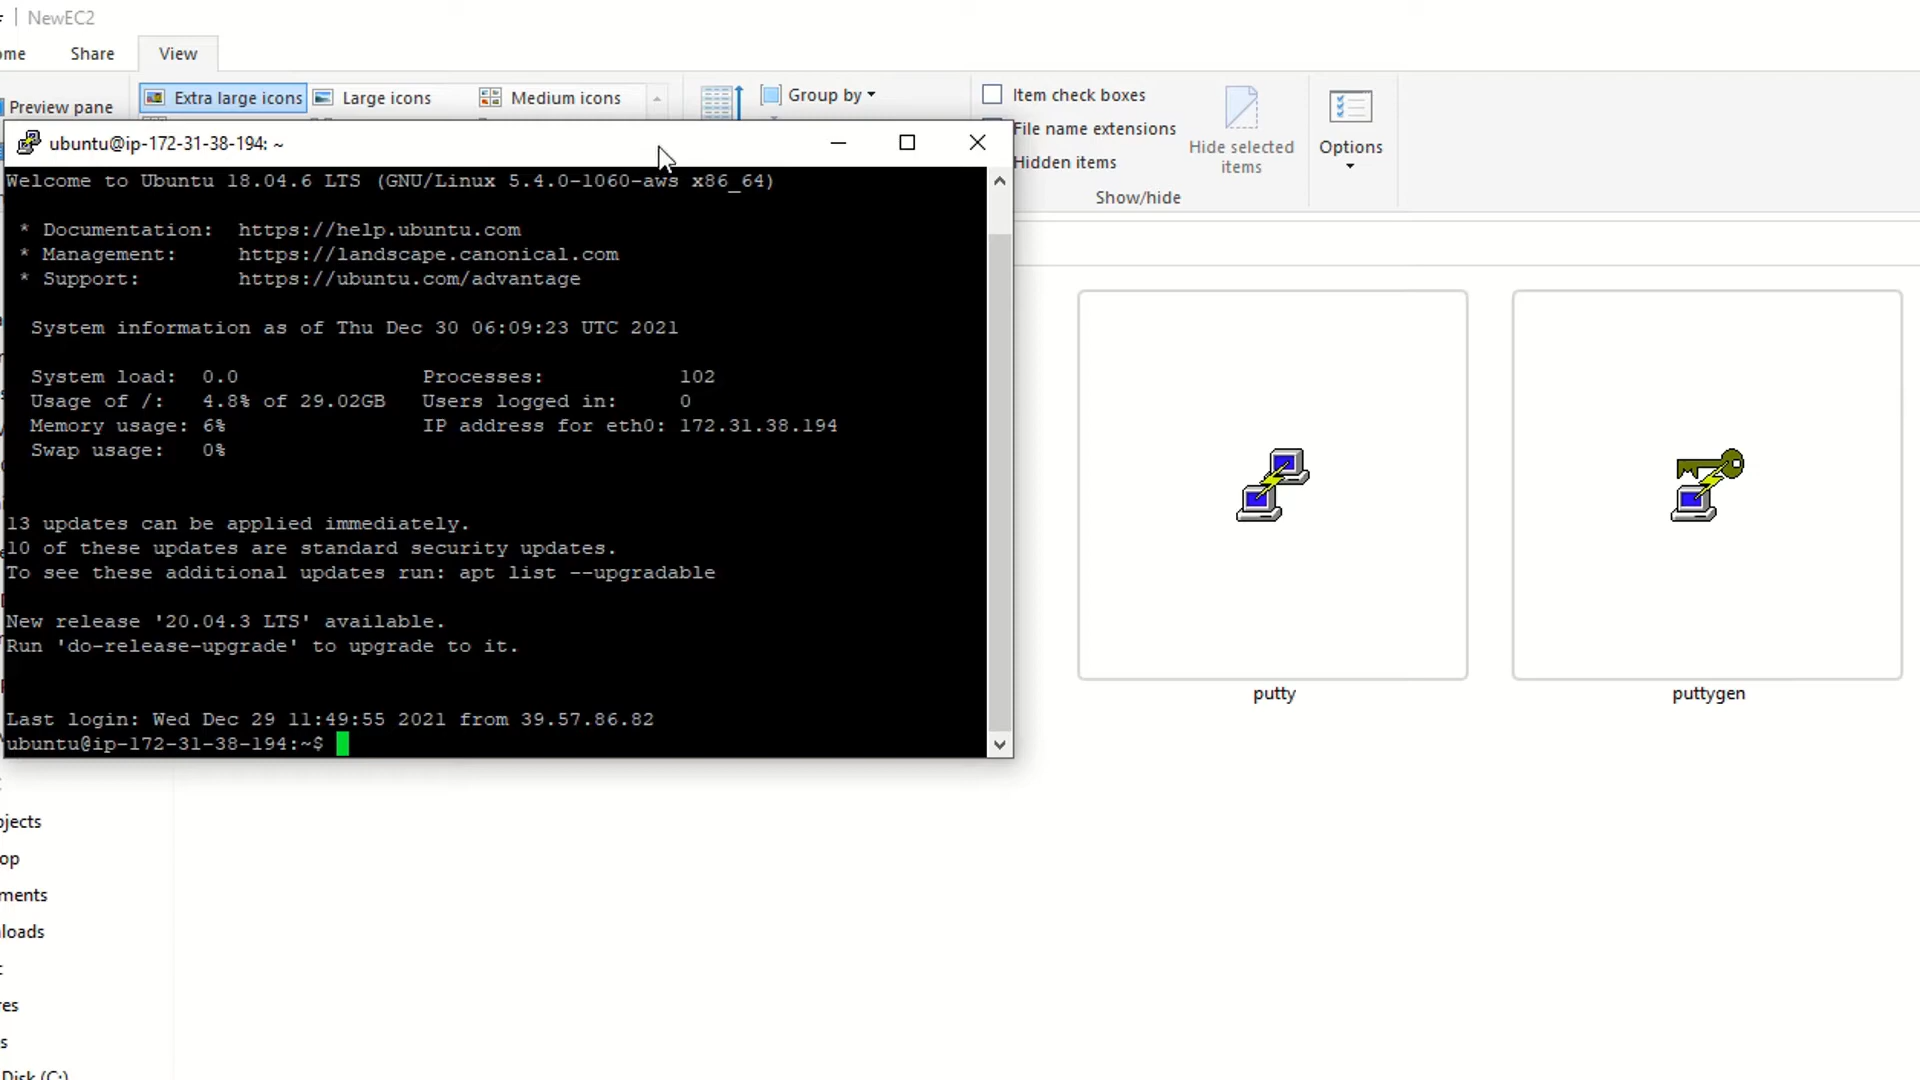 NewEC2
ome Share View
Preview pane
Extra large icons Large icons Medium icons
Group by
Item check boxes
File name extensions
Hidden items
Hide selected
items
Options
Show/hide
ubuntu@ip-172-31-38-194: ~
Welcome to Ubuntu 18.04.6 LTS (GNU/Linux 5.4.0-1060-aws x86_64)
* Documentation: https://help.ubuntu.com
* Management: https://landscape.canonical.com
* Support: https://ubuntu.com/advantage
System information as of Thu Dec 30 06:09:23 UTC 2021
System load: 0.0 Processes: 102
Usage of /: 4.8% of 29.02GB Users logged in: 0
Memory usage: 6% IP address for eth0: 172.31.38.194
Swap usage: 0%
13 updates can be applied immediately.
10 of these updates are standard security updates.
To see these additional updates run: apt list --upgradable
New release '20.04.3 LTS' available.
Run 'do-release-upgrade' to upgrade to it.
Last login: Wed Dec 29 11:49:55 2021 from 39.57.86.82
ubuntu@ip-172-31-38-194:~$
putty
puttygen
bjects
op
ments
loads
t
res
s
Disk (C:)